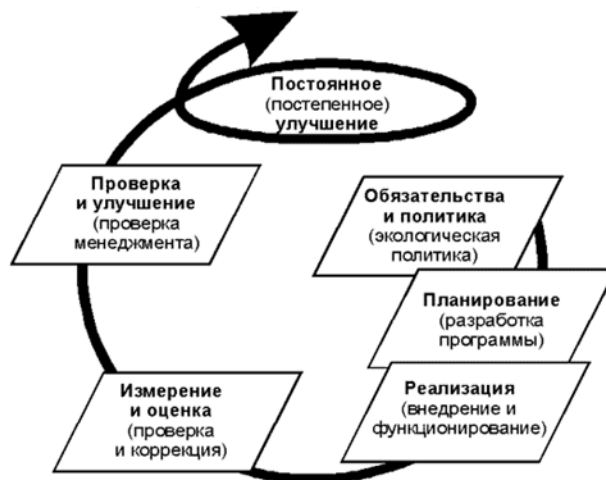 Постоянное
(постепенное)
улучшение
Проверка
и улучшение
(проверка
менеджмента)
Обязательства
и политика
(экологическая
политика)
Планирование
(разработка
программы)
Реализация
(внедрение и
функционирование)
Измерение
и оценка
(проверка
и коррекция)